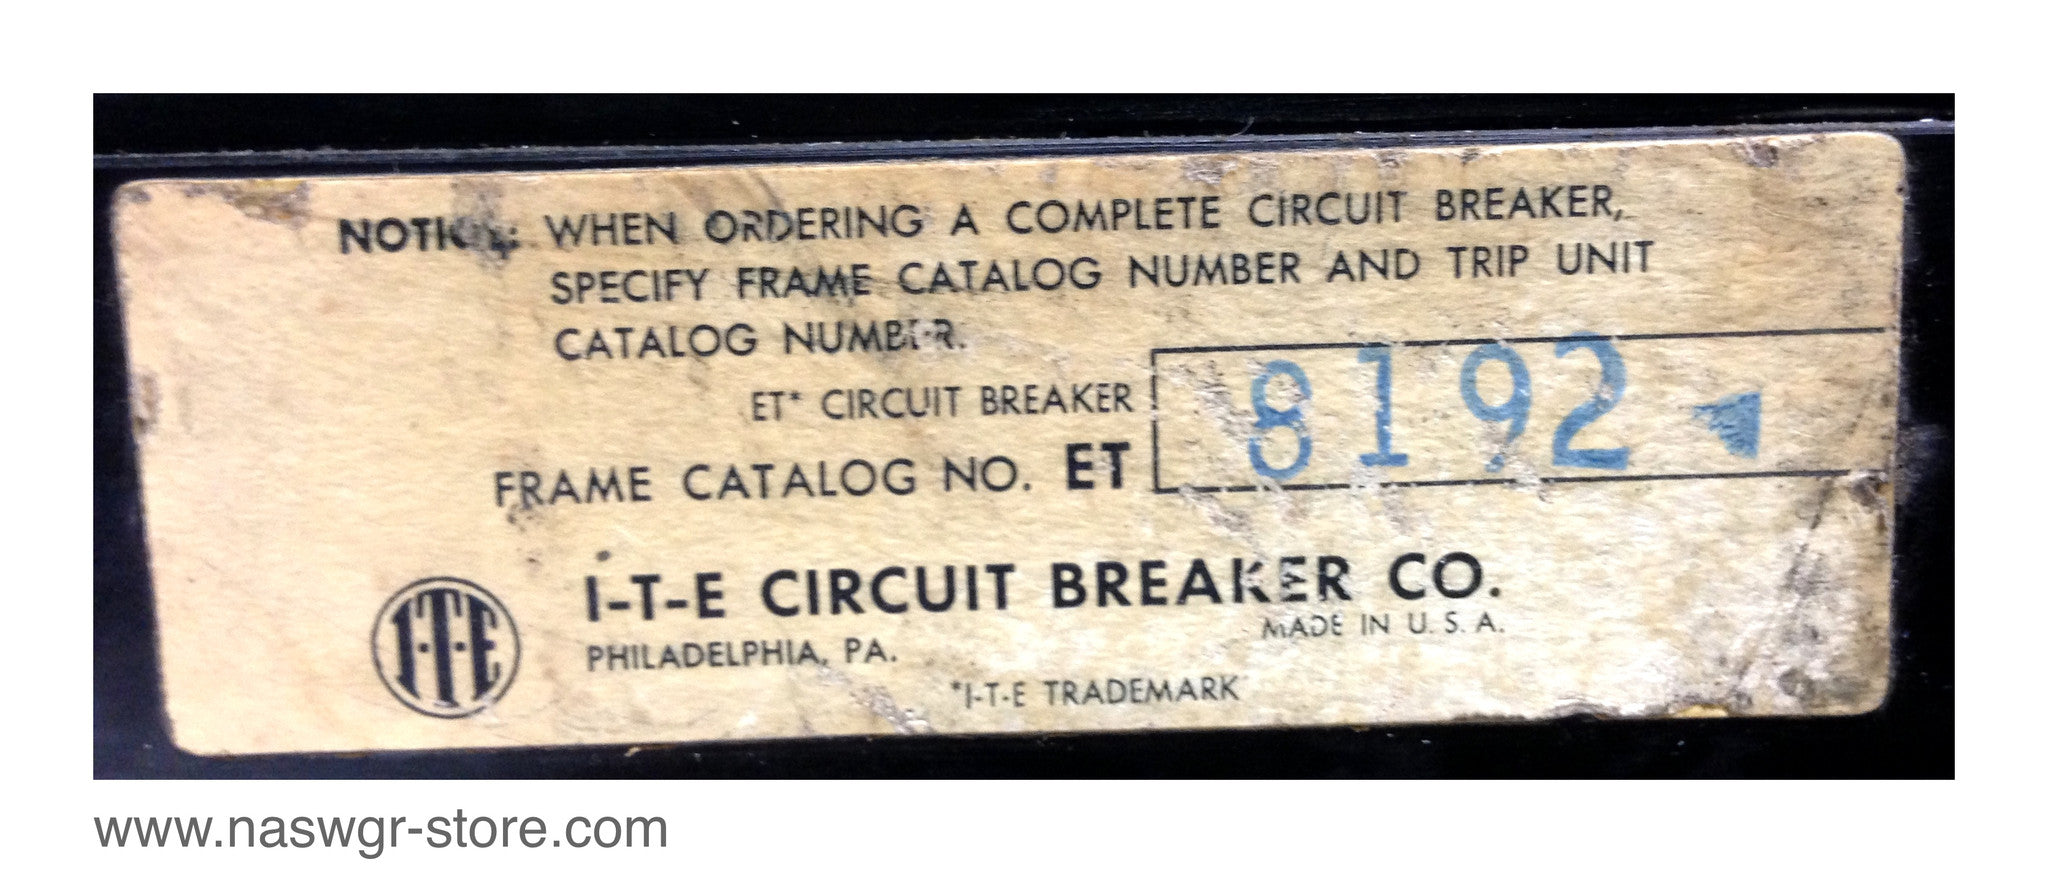 NOTICE: WHEN ORDERING A COMPLETE CIRCUIT BREAKER,
SPECIFY FRAME CATALOG NUMBER AND TRIP UNIT
CATALOG NUMBER.
ET* CIRCUIT BREAKER
FRAME CATALOG NO. ET 8192
I-T-E
I-T-E CIRCUIT BREAKER CO.
PHILADELPHIA, PA.
MADE IN U.S.A.
*I-T-E TRADEMARK
www.naswgr-store.com